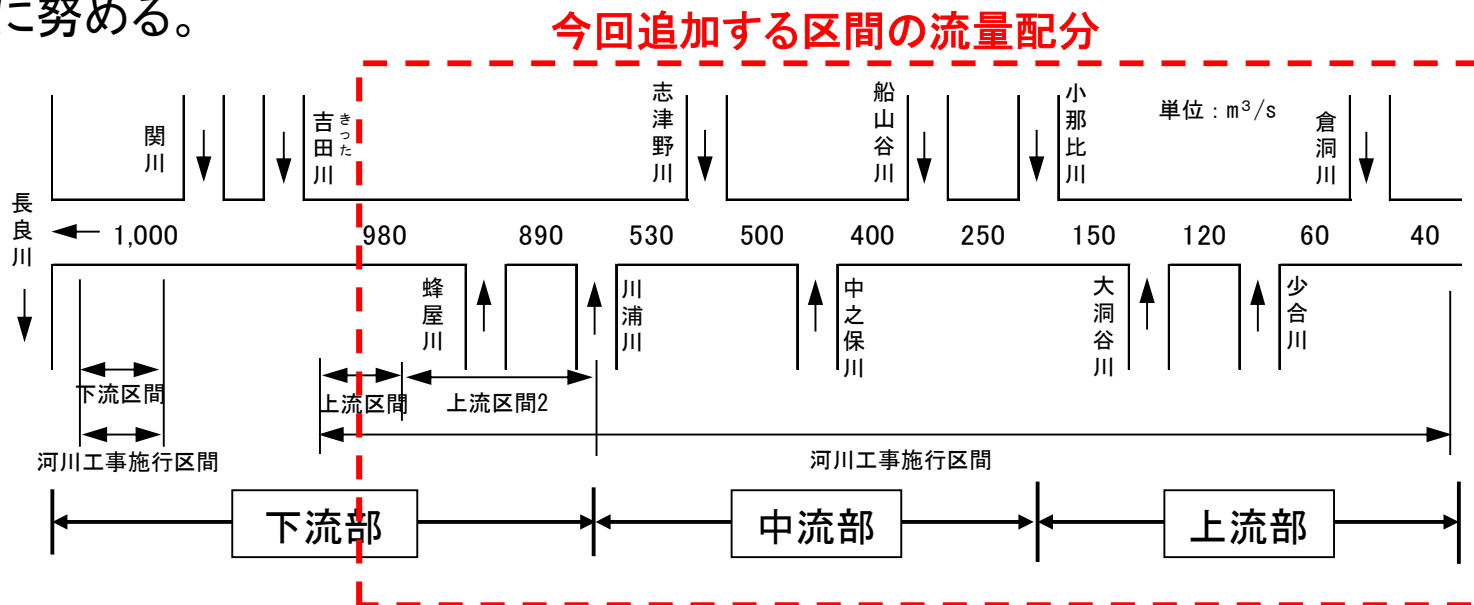 に努める。
今回追加する区間の流量配分
関川
吉田川
きった
志津野川
船山谷川
小那比川
単位：m³/s
倉洞川
長良川
1,000
980
890
530
500
400
250
150
120
60
40
蜂屋川
川浦川
中之保川
大洞谷川
少合川
下流区間
上流区間
上流区間2
河川工事施行区間
河川工事施行区間
下流部
中流部
上流部